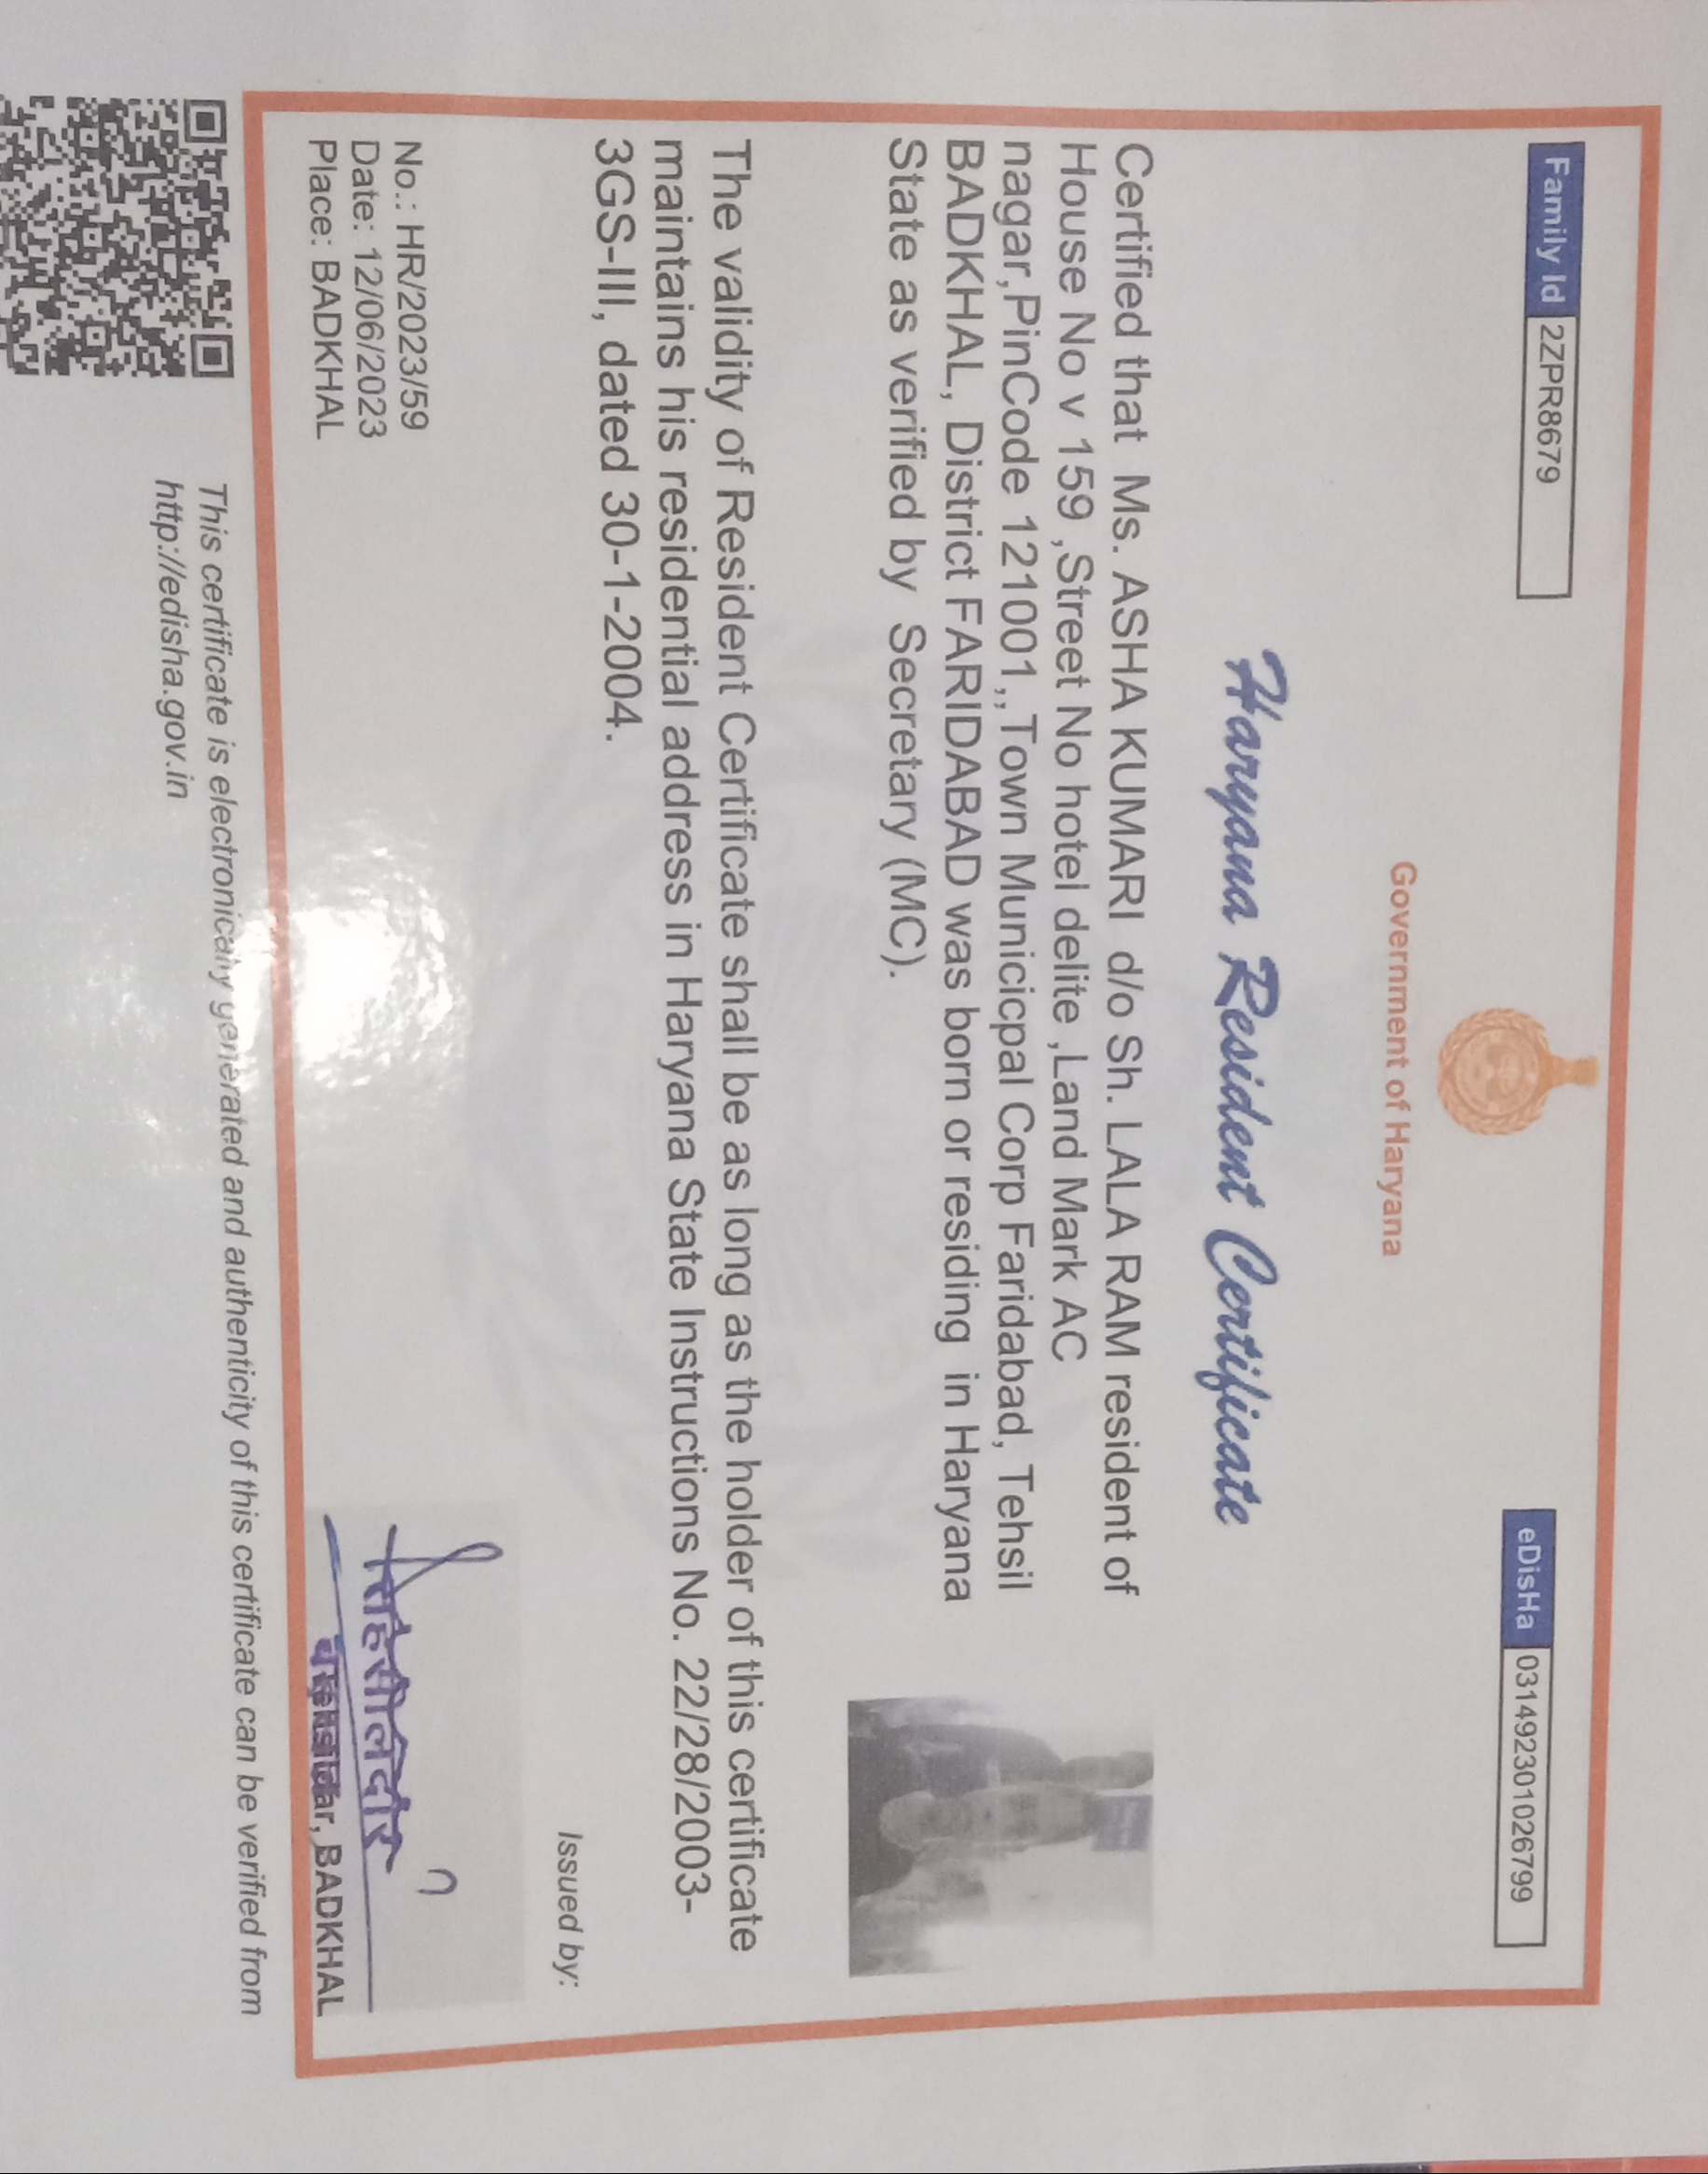 Family Id 2ZPR8679
eDisHa 031492301026799
Government of Haryana
Haryana Resident Certificate
Certified that Ms. ASHA KUMARI d/o Sh. LALA RAM resident of
House No v 159 ,Street No hotel delite ,Land Mark AC
nagar,PinCode 121001,,Town Municicpal Corp Faridabad, Tehsil
BADKHAL, District FARIDABAD was born or residing in Haryana
State as verified by Secretary (MC).
The validity of Resident Certificate shall be as long as the holder of this certificate
maintains his residential address in Haryana State Instructions No. 22/28/2003-
3GS-III, dated 30-1-2004.
Issued by:
No.: HR/2023/59
Date: 12/06/2023
Place: BADKHAL
तहसीलदार
Tehsildar, BADKHAL
This certificate is electronically generated and authenticity of this certificate can be verified from
http://edisha.gov.in